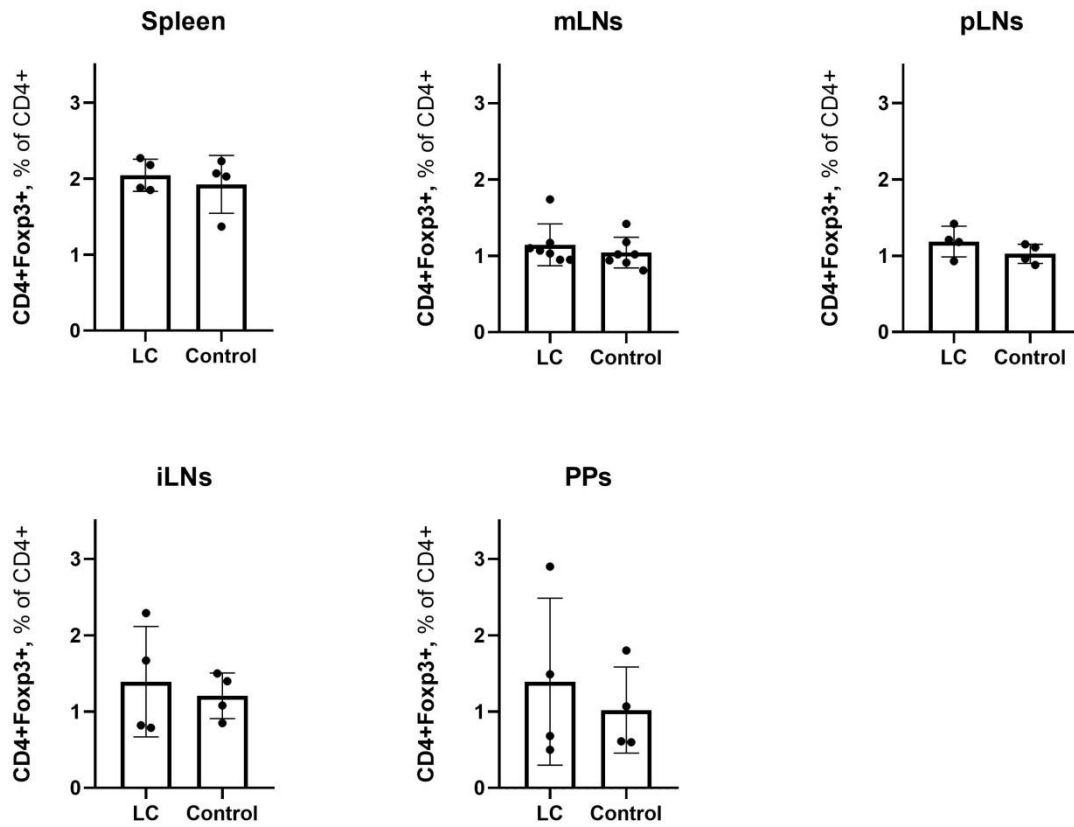 Spleen
CD4+Foxp3+, % of CD4+
3
2
1
0
LC
Control
mLNs
CD4+Foxp3+, % of CD4+
3
2
1
0
LC
Control
pLNs
CD4+Foxp3+, % of CD4+
3
2
1
0
LC
Control
iLNs
CD4+Foxp3+, % of CD4+
3
2
1
0
LC
Control
PPs
CD4+Foxp3+, % of CD4+
3
2
1
0
LC
Control